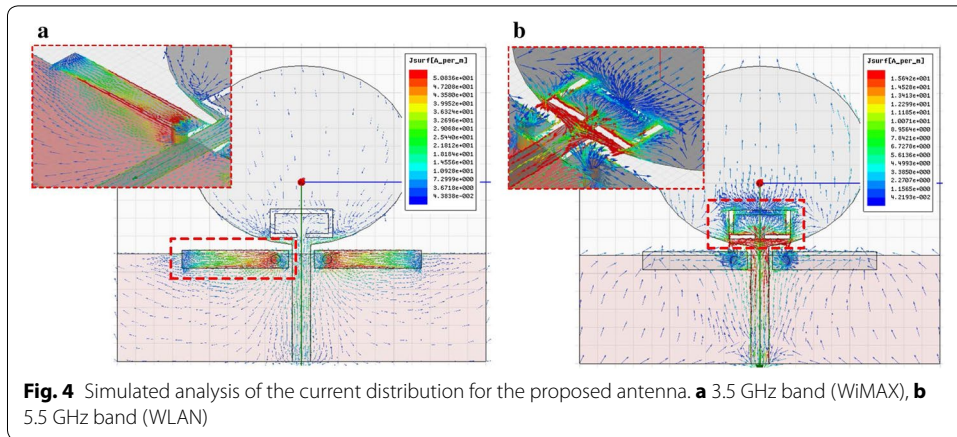 a
b
Jsurf[A_per_m]
5.0836e+001
4.7208e+001
4.3580e+001
3.9952e+001
3.6324e+001
3.2696e+001
2.9068e+001
2.5440e+001
2.1812e+001
1.8184e+001
1.4556e+001
1.0928e+001
7.2999e+000
3.6718e+000
4.3838e-002
Jsurf[A_per_m]
1.5642e+001
1.4528e+001
1.3413e+001
1.2299e+001
1.1185e+001
1.0071e+001
8.9564e+000
7.8421e+000
6.7278e+000
5.6136e+000
4.4993e+000
3.3850e+000
2.2707e+000
1.1565e+000
4.2193e-002
Fig. 4 Simulated analysis of the current distribution for the proposed antenna. a 3.5 GHz band (WiMAX), b
5.5 GHz band (WLAN)